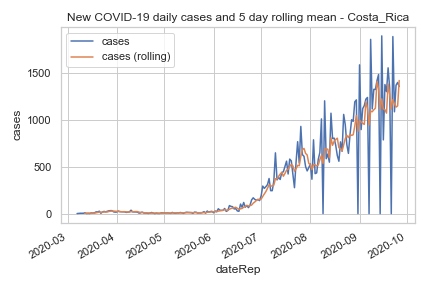 New COVID-19 daily cases and 5 day rolling mean - Costa_Rica
cases
cases (rolling)
1500
1000
500
0
cases
2020-03
2020-04
2020-05
2020-06
2020-07
2020-08
2020-09
2020-10
dateRep